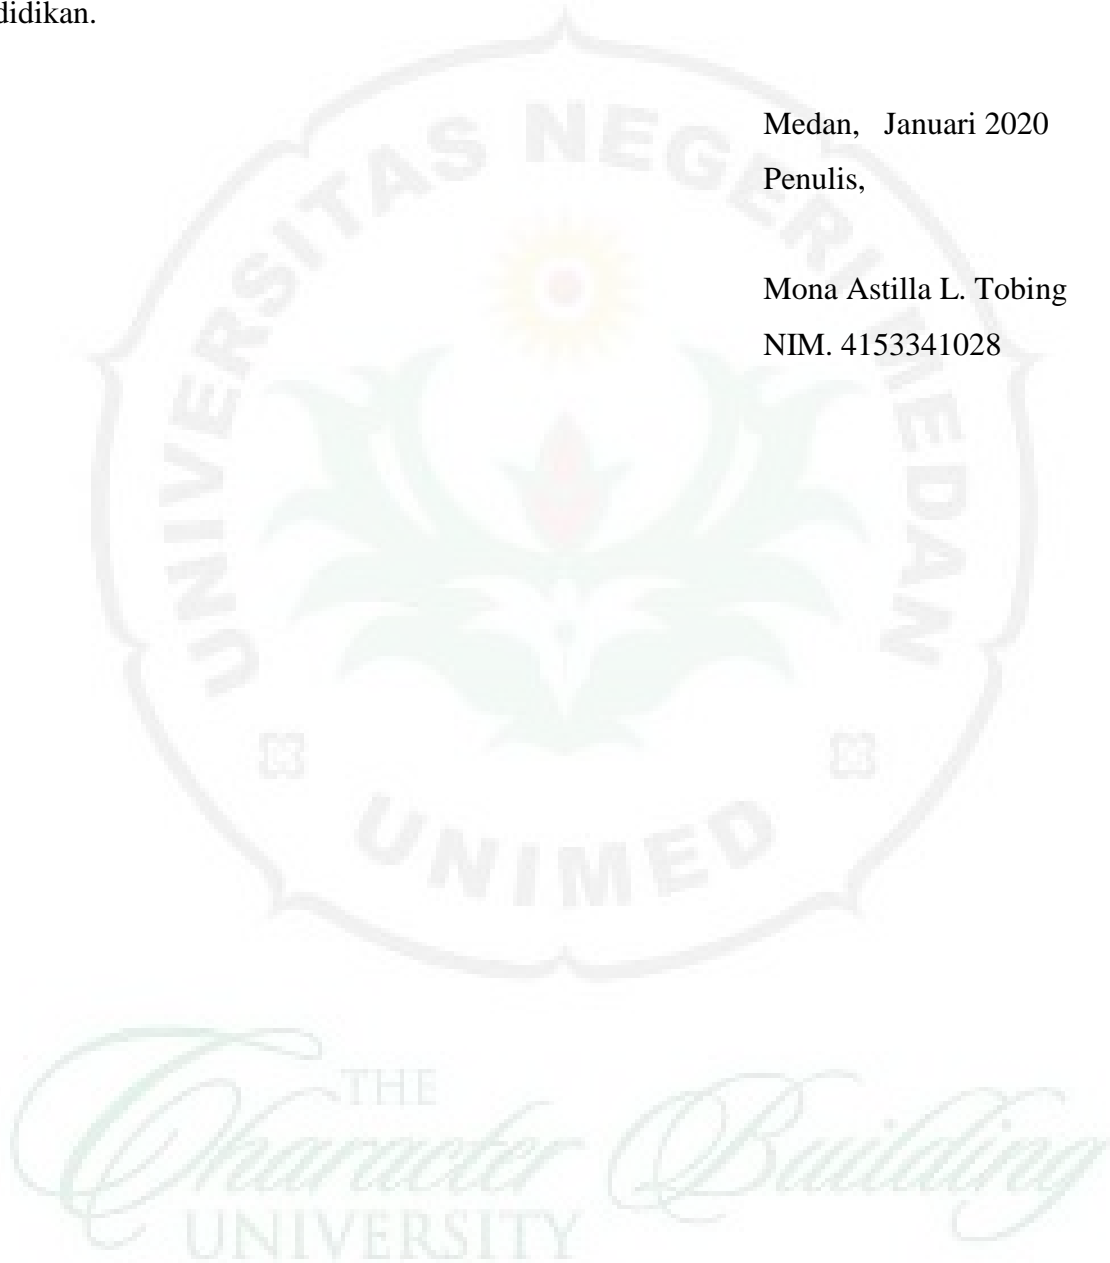 didikan.
Medan, Januari 2020
Penulis,
Mona Astilla L. Tobing
NIM. 4153341028
UNIVERSITAS NEGERI MEDAN
UNIMED
THE
Character Building
UNIVERSITY